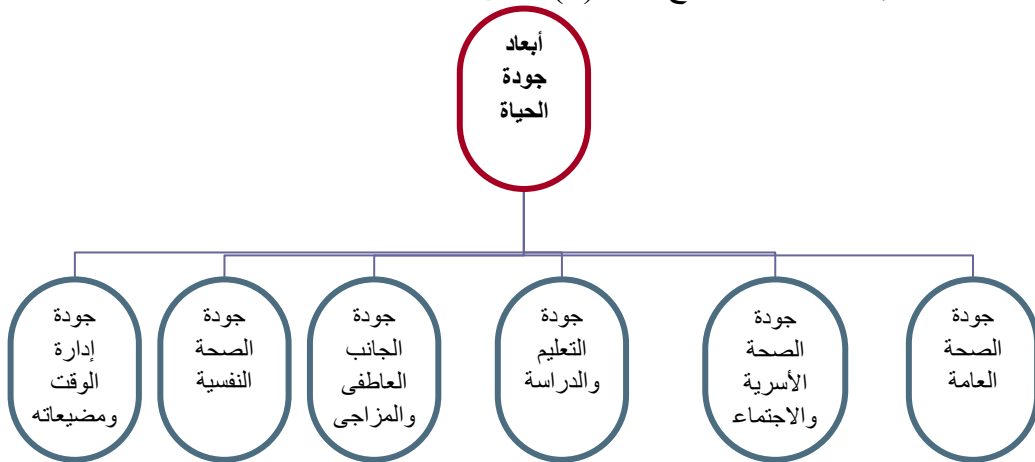 أبعاد
جودة
الحياة
جودة
الصحة
العامة
جودة
الصحة
الأسرية
والاجتماء
جودة
التعليم
والدراسة
جودة
الجانب
العاطفى
والمزاجى
جودة
الصحة
النفسية
جودة
إدارة
الوقت
ومضيعاته